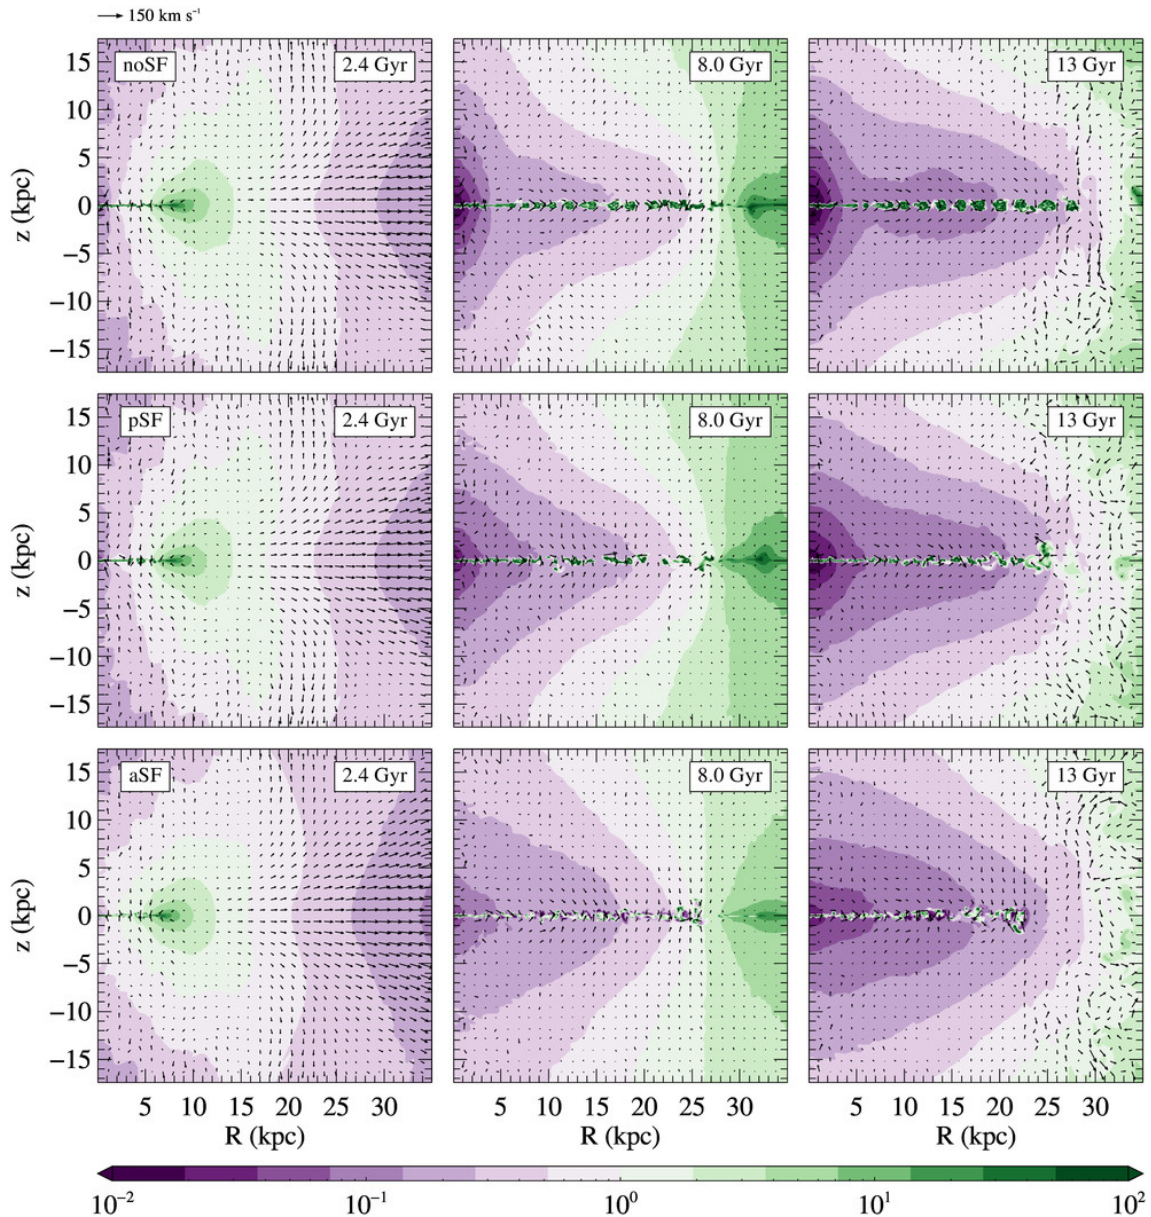 150 km s⁻¹
noSF 2.4 Gyr 8.0 Gyr 13 Gyr
15
10
5
0
−5
−10
−15
z (kpc)
pSF 2.4 Gyr 8.0 Gyr 13 Gyr
15
10
5
0
−5
−10
−15
z (kpc)
aSF 2.4 Gyr 8.0 Gyr 13 Gyr
15
10
5
0
−5
−10
−15
z (kpc)
5 10 15 20 25 30 5 10 15 20 25 30 5 10 15 20 25 30
R (kpc) R (kpc) R (kpc)
10⁻² 10⁻¹ 10⁰ 10¹ 10²